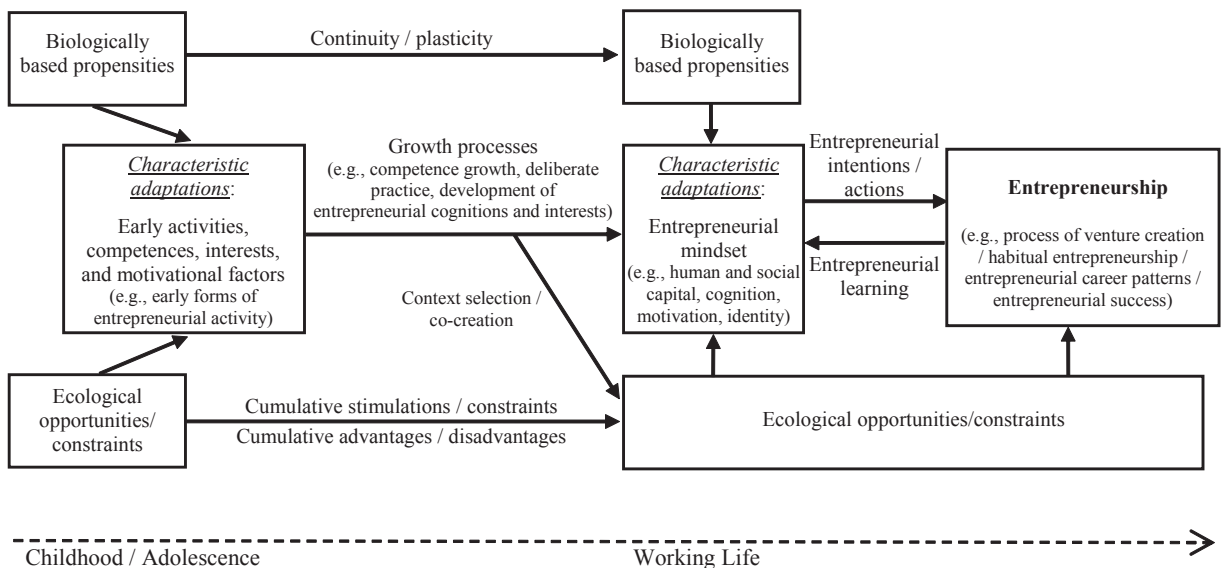 Biologically
based propensities
Continuity / plasticity
Biologically
based propensities
Characteristic
adaptations:
Early activities,
competences, interests,
and motivational factors
(e.g., early forms of
entrepreneurial activity)
Growth processes
(e.g., competence growth, deliberate
practice, development of
entrepreneurial cognitions and interests)
Context selection /
co-creation
Characteristic
adaptations:
Entrepreneurial
mindset
(e.g., human and social
capital, cognition,
motivation, identity)
Entrepreneurial
intentions /
actions
Entrepreneurial
learning
Entrepreneurship
(e.g., process of venture creation
/ habitual entrepreneurship /
entrepreneurial career patterns /
entrepreneurial success)
Ecological
opportunities/
constraints
Cumulative stimulations / constraints
Cumulative advantages / disadvantages
Ecological opportunities/constraints
Childhood / Adolescence
Working Life